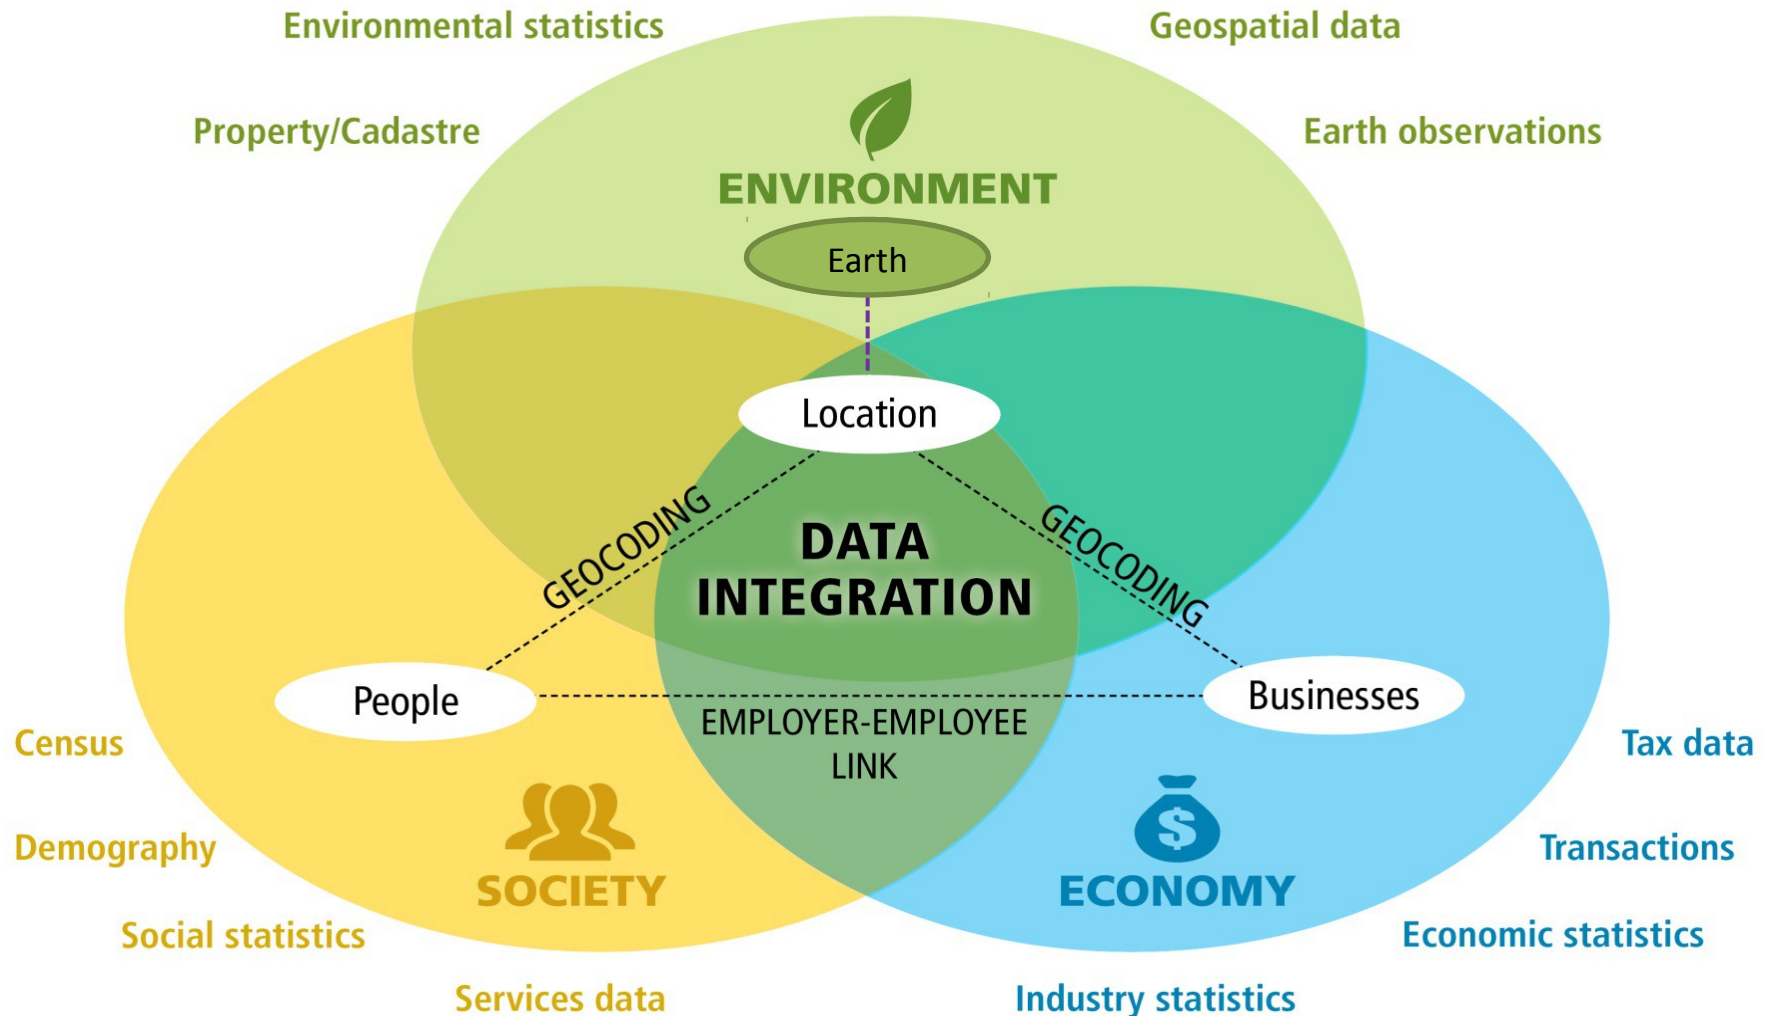 Environmental statistics
Geospatial data
Property/Cadastre
Earth observations
ENVIRONMENT
Earth
Location
GEOCODING
GEOCODING
DATA
INTEGRATION
People
Businesses
EMPLOYER-EMPLOYEE
LINK
Census
Tax data
Demography
Transactions
SOCIETY
ECONOMY
Social statistics
Economic statistics
Services data
Industry statistics